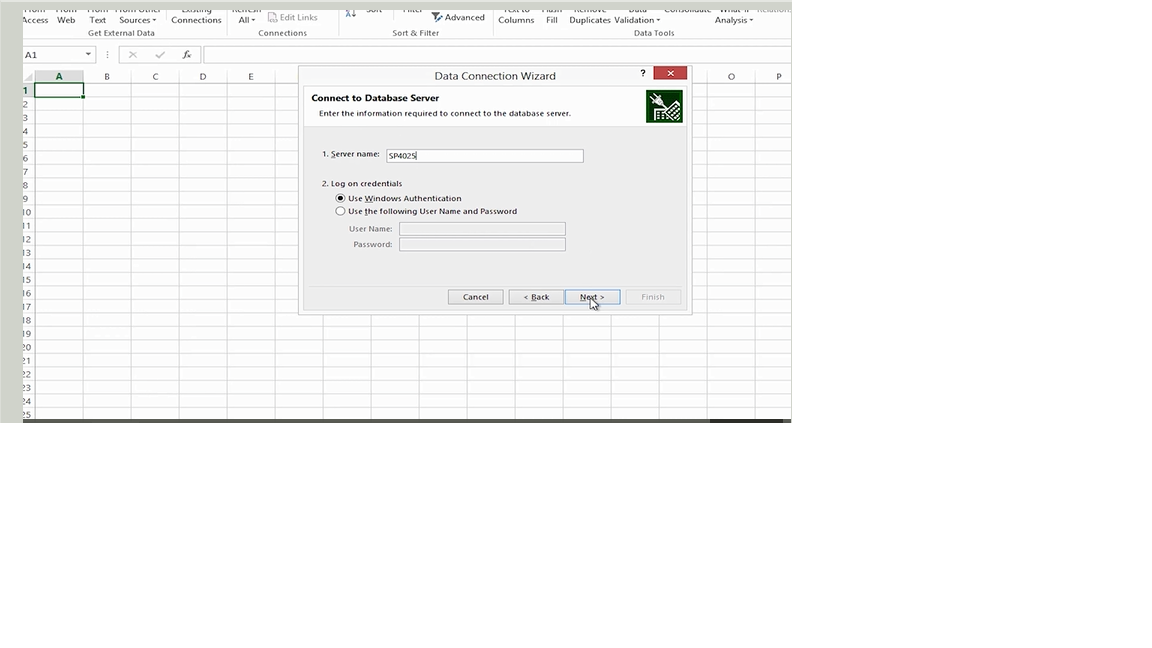 From From From From Other Existing Refresh Sort Filter Text to Flash Remove Data Consolidate What-If
Access Web Text Sources Connections All Edit Links Advanced Columns Fill Duplicates Validation Analysis
Get External Data Connections Sort & Filter Data Tools
A1 fx
A B C D E O P
Data Connection Wizard ?
Connect to Database Server
Enter the information required to connect to the database server.
1. Server name: SP4025
2. Log on credentials
Use Windows Authentication
Use the following User Name and Password
User Name:
Password:
Cancel < Back Next > Finish
1
2
3
4
5
6
7
8
9
10
11
12
13
14
15
16
17
18
19
20
21
22
23
24
25